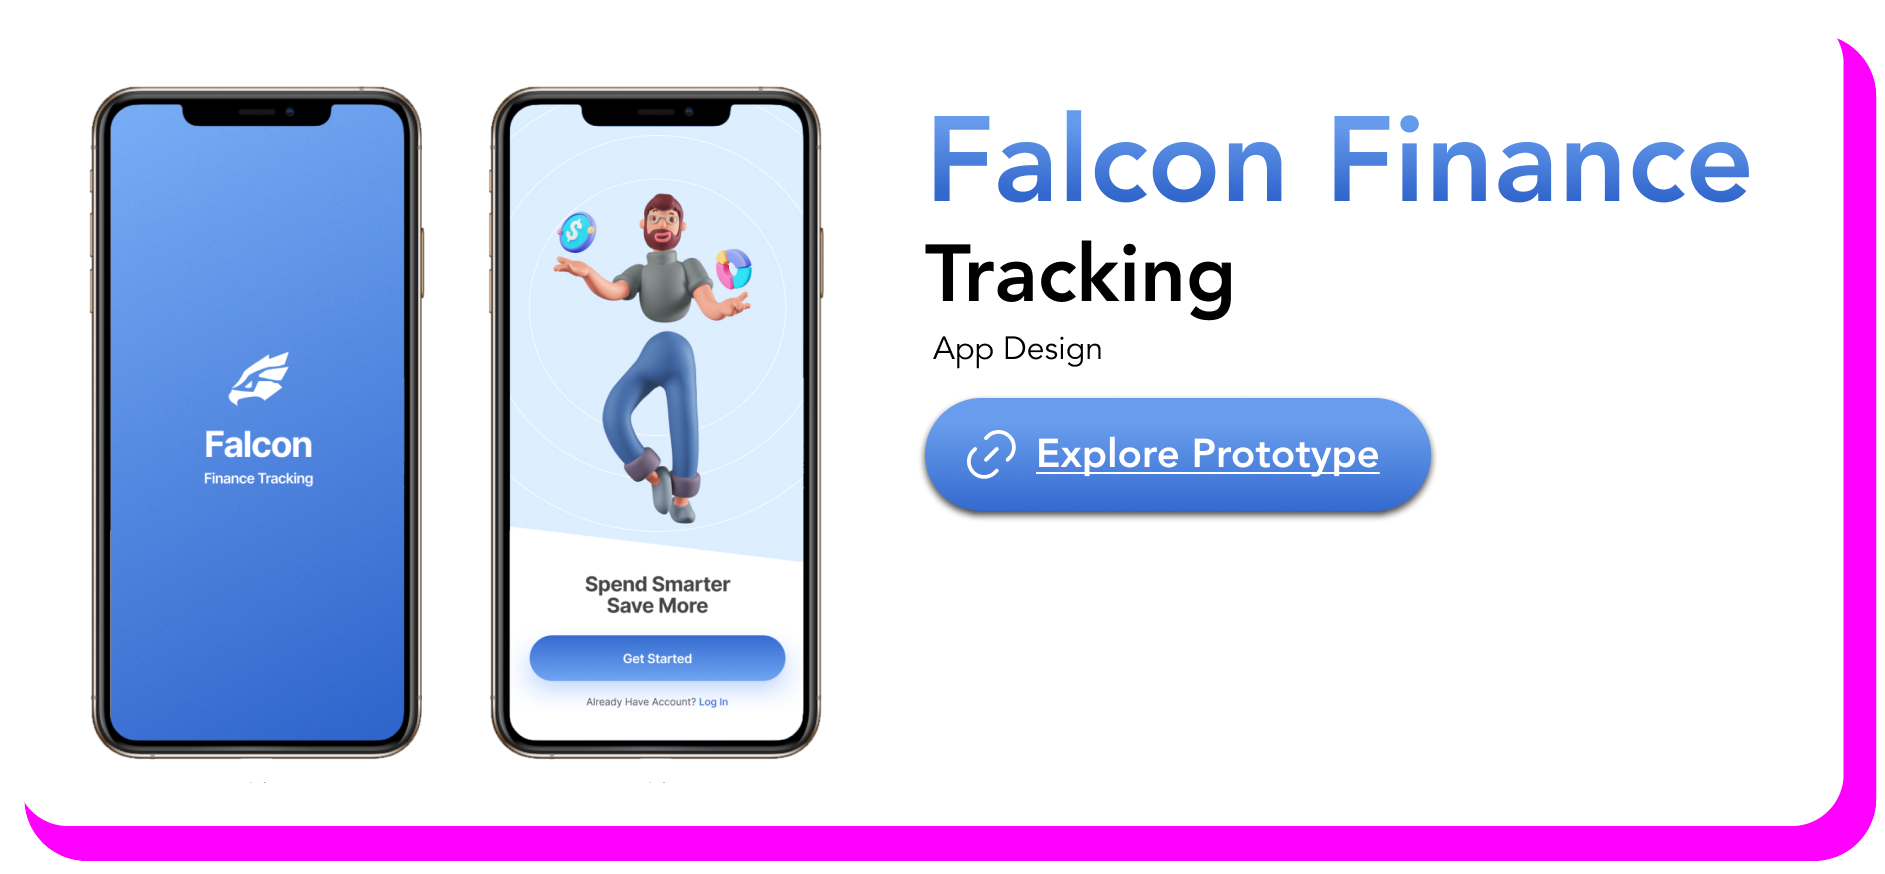 Falcon
Finance Tracking
$
Spend Smarter
Save More
Get Started
Already Have Account? Log In
Falcon Finance
Tracking
App Design
Explore Prototype